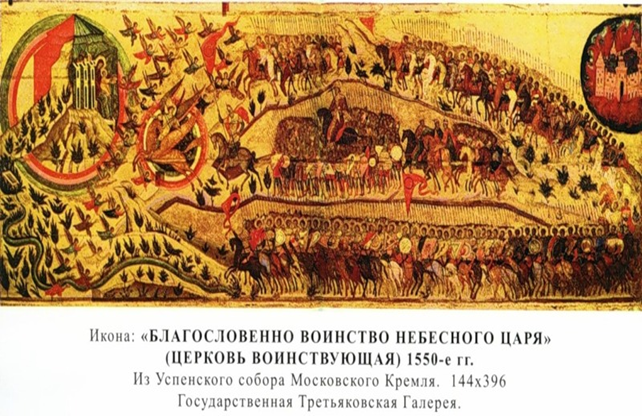 Икона: «БЛАГОСЛОВЕННО ВОИНСТВО НЕБЕСНОГО ЦАРЯ»
(ЦЕРКОВЬ ВОИНСТВУЮЩАЯ) 1550-е гг.
Из Успенского собора Московского Кремля. 144х396
Государственная Третьяковская Галерея.